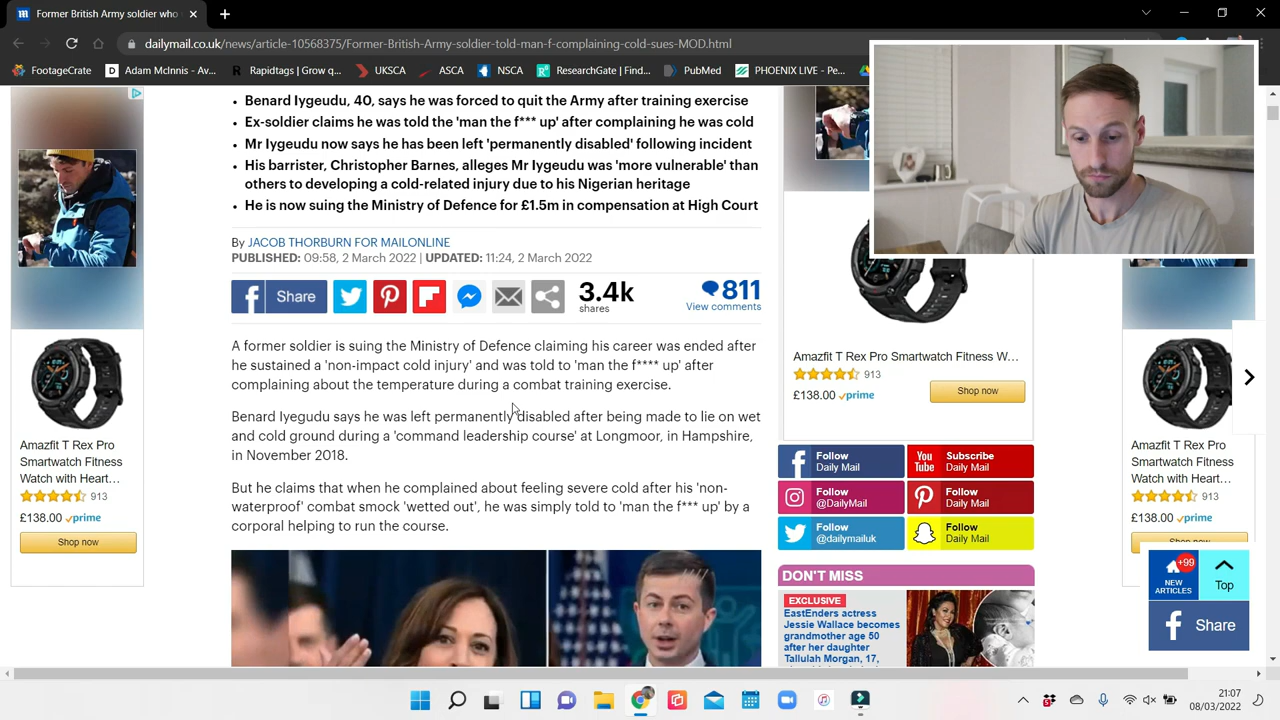 Former British Army soldier who
dailymail.co.uk/news/article-10568375/Former-British-Army-soldier-told-man-f-complaining-cold-sues-MOD.html
FootageCrate
Adam McInnis - Av...
Rapidtags | Grow q...
UKSCA
ASCA
NSCA
ResearchGate | Find...
PubMed
PHOENIX LIVE - Pe...
• Benard Iygeudu, 40, says he was forced to quit the Army after training exercise
• Ex-soldier claims he was told the 'man the f*** up' after complaining he was cold
• Mr Iygeudu now says he has been left 'permanently disabled' following incident
• His barrister, Christopher Barnes, alleges Mr Iygeudu was 'more vulnerable' than
others to developing a cold-related injury due to his Nigerian heritage
• He is now suing the Ministry of Defence for £1.5m in compensation at High Court
By JACOB THORBURN FOR MAILONLINE
PUBLISHED: 09:58, 2 March 2022 | UPDATED: 11:24, 2 March 2022
Share
3.4k
shares
811
View comments
A former soldier is suing the Ministry of Defence claiming his career was ended after
he sustained a 'non-impact cold injury' and was told to 'man the f**** up' after
complaining about the temperature during a combat training exercise.
Benard Iyegudu says he was left permanently disabled after being made to lie on wet
and cold ground during a 'command leadership course' at Longmoor, in Hampshire,
in November 2018.
But he claims that when he complained about feeling severe cold after his 'non-
waterproof' combat smock 'wetted out', he was simply told to 'man the f*** up' by a
corporal helping to run the course.
Amazfit T Rex Pro
Smartwatch Fitness
Watch with Heart...
913
£138.00 prime
Shop now
Amazfit T Rex Pro Smartwatch Fitness W...
913
£138.00 prime
Shop now
Follow
Daily Mail
Subscribe
Daily Mail
Follow
@DailyMail
Follow
Daily Mail
Follow
@dailymailuk
Follow
Daily Mail
DON'T MISS
EXCLUSIVE
EastEnders actress
Jessie Wallace becomes
grandmother age 50
after her daughter
Tallulah Morgan, 17,
Amazfit T Rex Pro
Smartwatch Fitness
Watch with Heart...
913
£138.00 prime
Shop now
+99
NEW
ARTICLES
Top
Share
21:07
08/03/2022